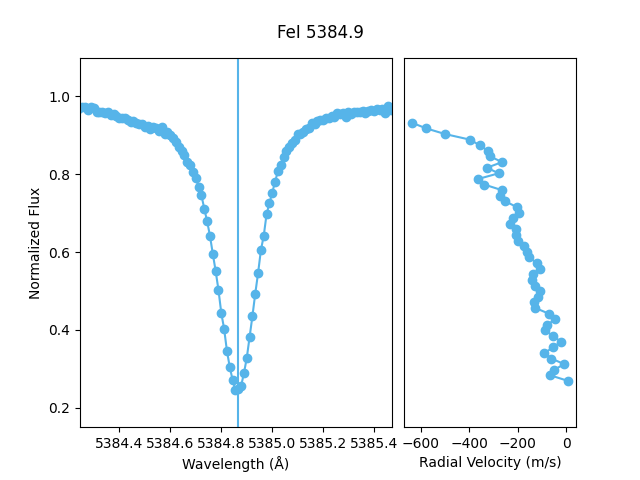 FeI 5384.9
Normalized Flux
1.0
0.8
0.6
0.4
0.2
5384.4 5384.6 5384.8 5385.0 5385.2 5385.4
−600 −400 −200 0
Wavelength (Å)
Radial Velocity (m/s)